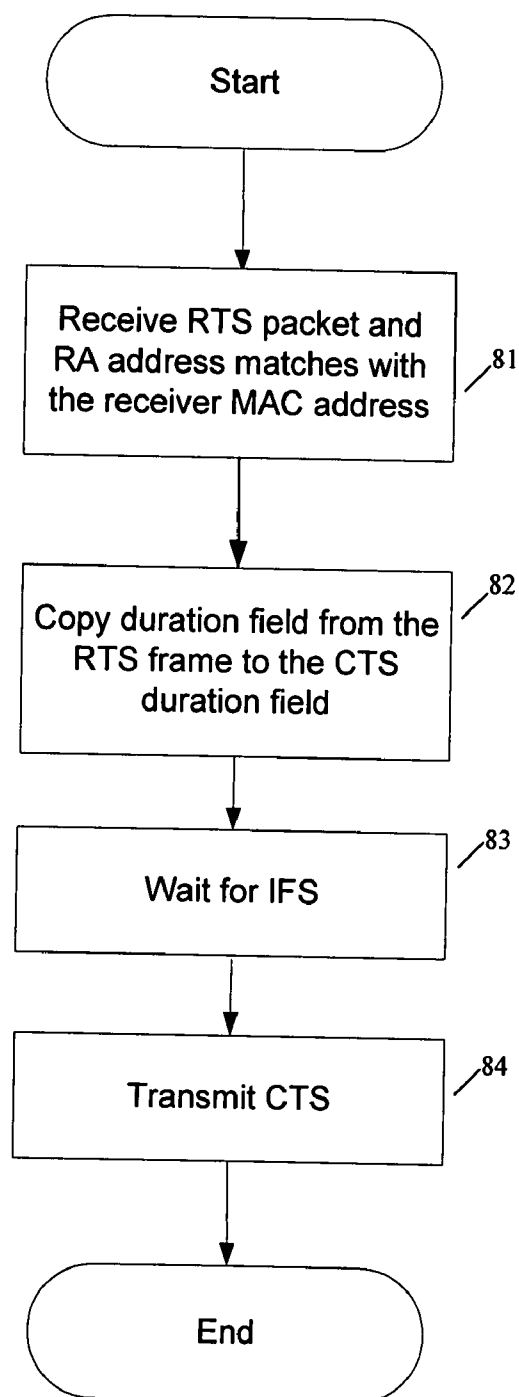 Start
Receive RTS packet and
RA address matches with
the receiver MAC address
81
Copy duration field from the
RTS frame to the CTS
duration field
82
Wait for IFS
83
Transmit CTS
84
End